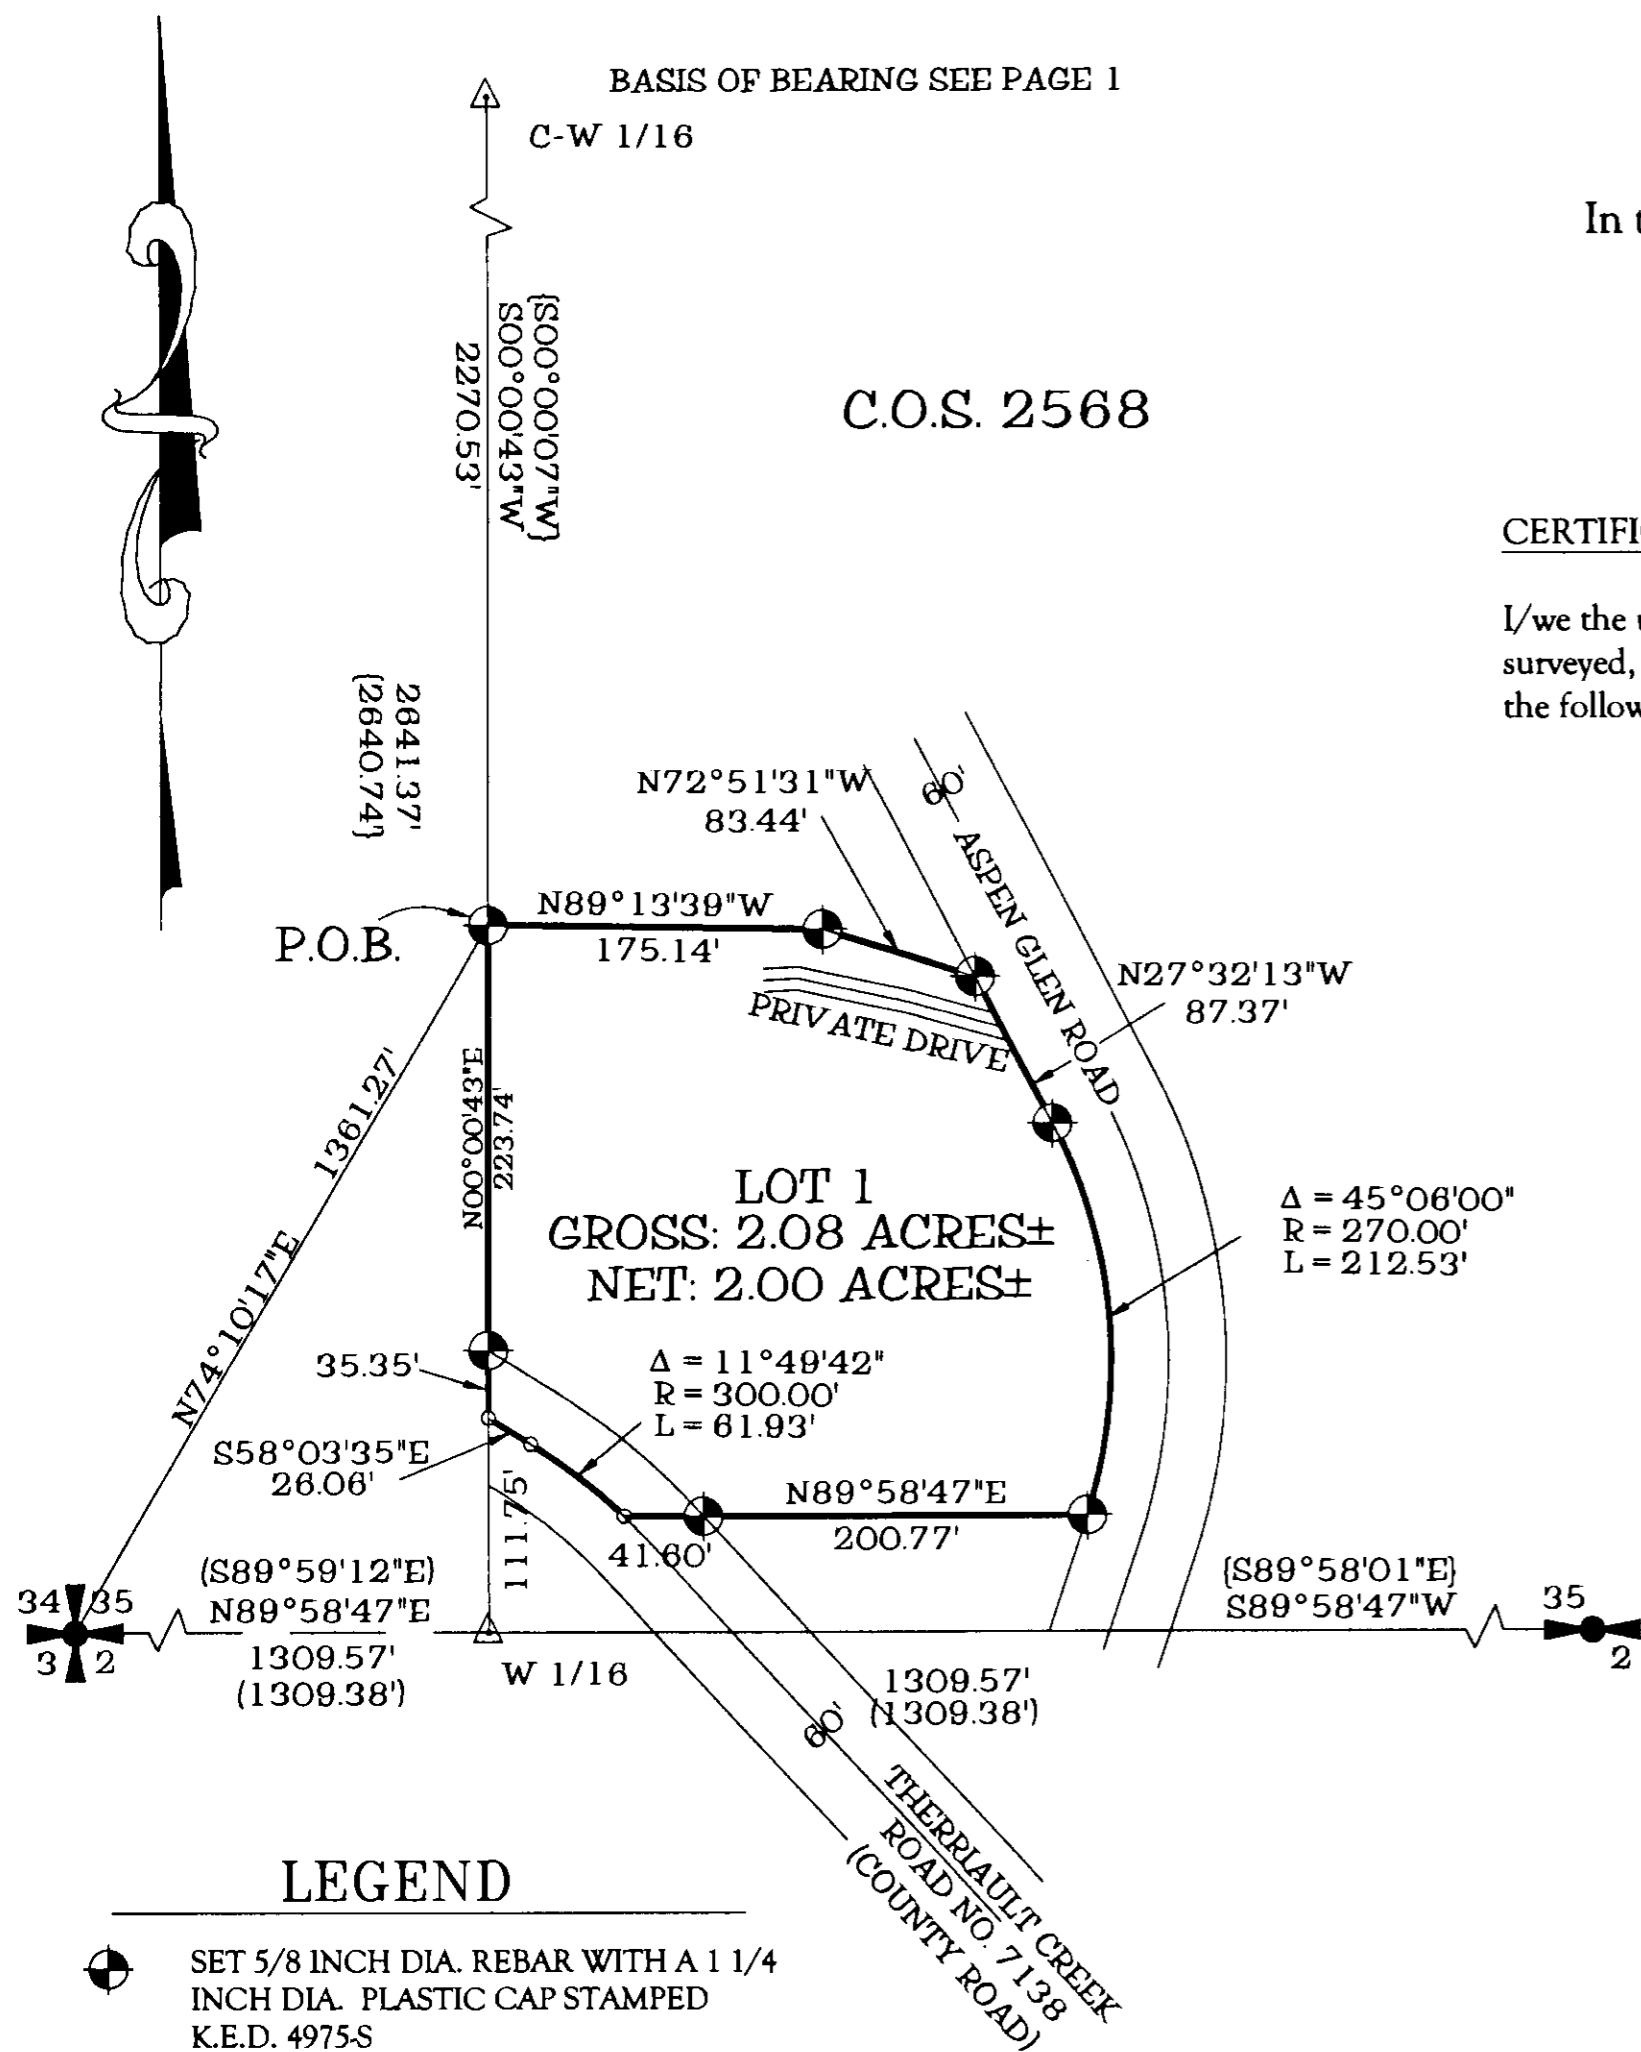 BASIS OF BEARING SEE PAGE 1
C-W 1/16
In t
{S00°00'07"W}
S00°00'43"W
2270.53'
C.O.S. 2568
CERTIFI
I/we the
surveyed,
the follow
2641.37'
{2640.74'}
N72°51'31"W
83.44'
60'
ASPEN GLEN ROAD
N89°13'39"W
175.14'
P.O.B.
N27°32'13"W
87.37'
PRIVATE DRIVE
1361.27'
N74°10'17"E
N00°00'43"E
223.74'
LOT 1
GROSS: 2.08 ACRES±
NET: 2.00 ACRES±
Δ = 45°06'00"
R = 270.00'
L = 212.53'
35.35'
Δ = 11°49'42"
R = 300.00'
L = 61.93'
S58°03'35"E
26.06'
111.75'
N89°58'47"E
200.77'
41.60'
(S89°59'12"E)
N89°58'47"E
1309.57'
(1309.38')
34 35
3 2
W 1/16
(S89°58'01"E)
S89°58'47"W
1309.57'
(1309.38')
35
2
60'
THERRIAULT CREEK
ROAD NO. 7138
(COUNTY ROAD)
LEGEND
SET 5/8 INCH DIA. REBAR WITH A 1 1/4
INCH DIA. PLASTIC CAP STAMPED
K.E.D. 4975-S